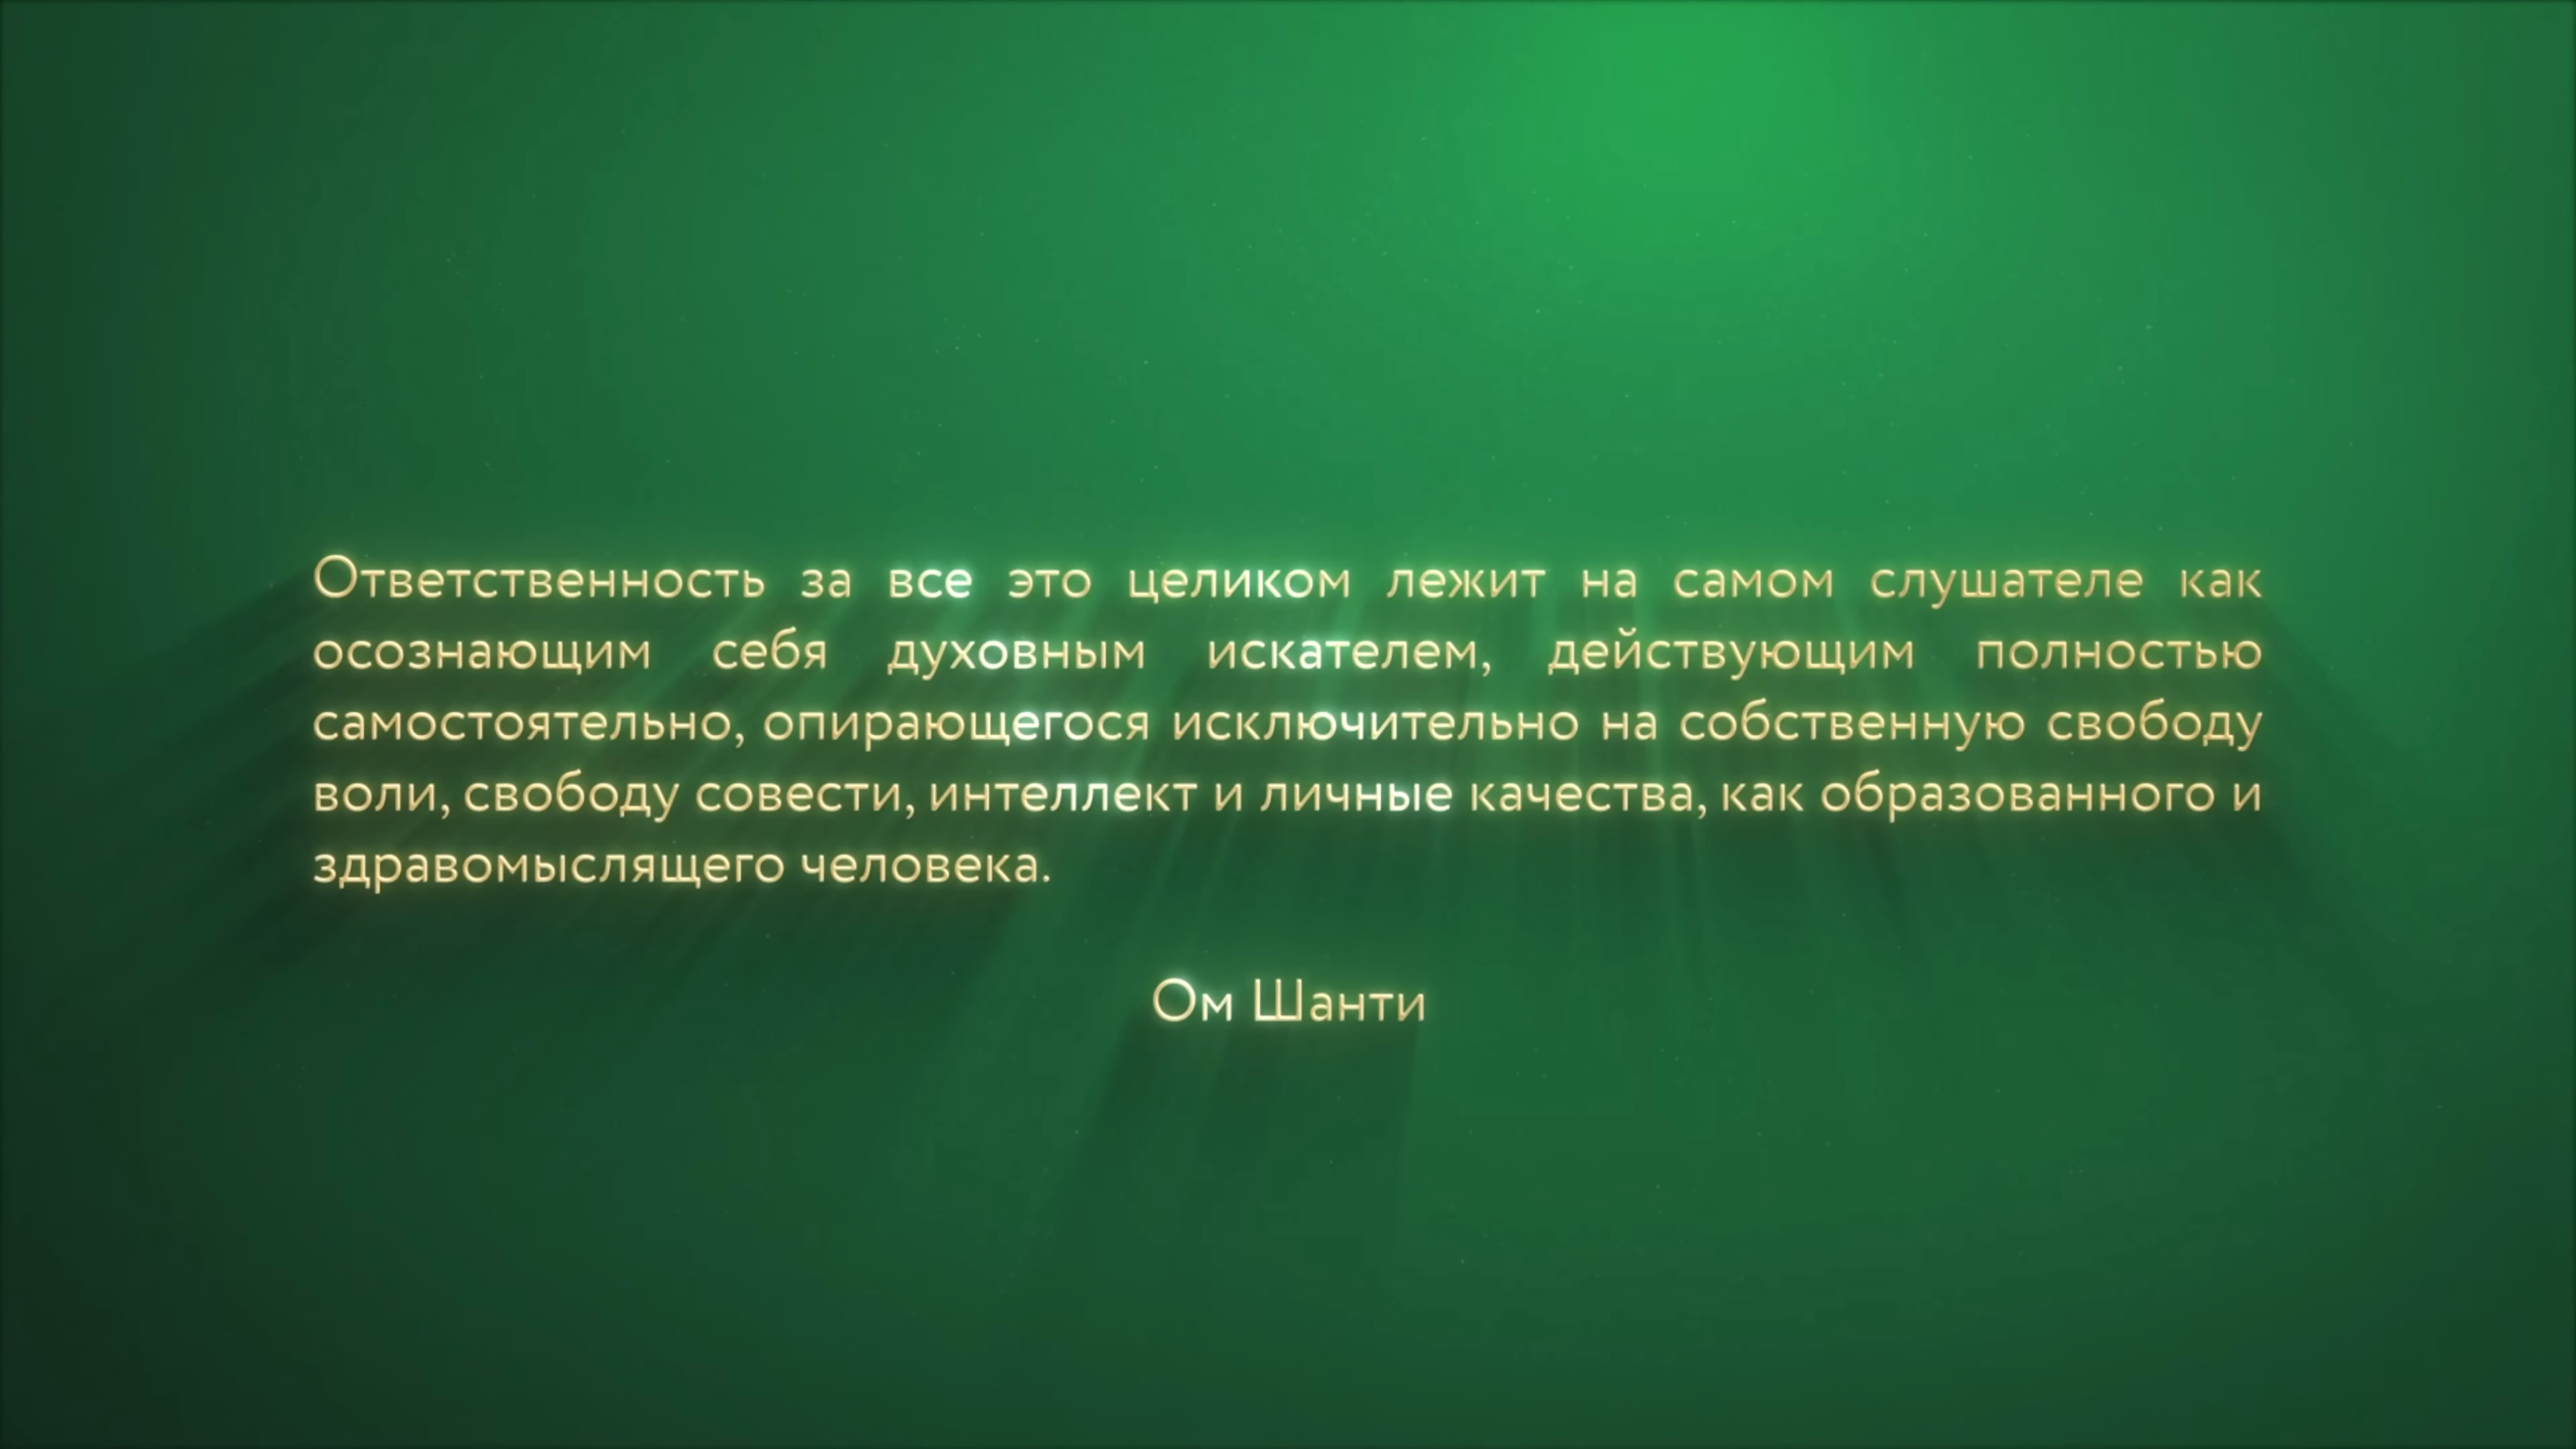 Ответственность за все это целиком лежит на самом слушателе как
осознающим себя духовным искателем, действующим полностью
самостоятельно, опирающегося исключительно на собственную свободу
воли, свободу совести, интеллект и личные качества, как образованного и
здравомыслящего человека.
Ом Шанти